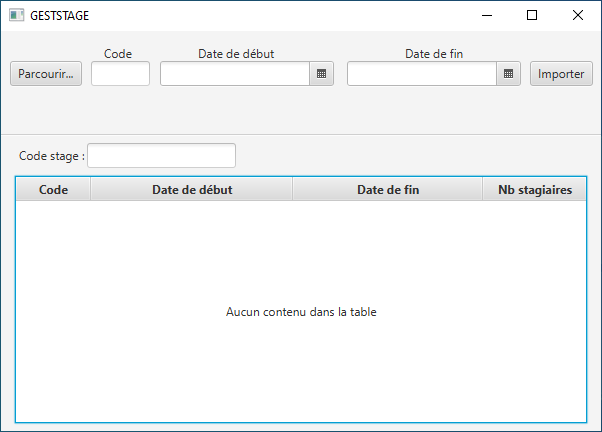 GESTSTAGE
Code Date de début Date de fin
Parcourir... Importer
Code stage :
Code Date de début Date de fin Nb stagiaires
Aucun contenu dans la table